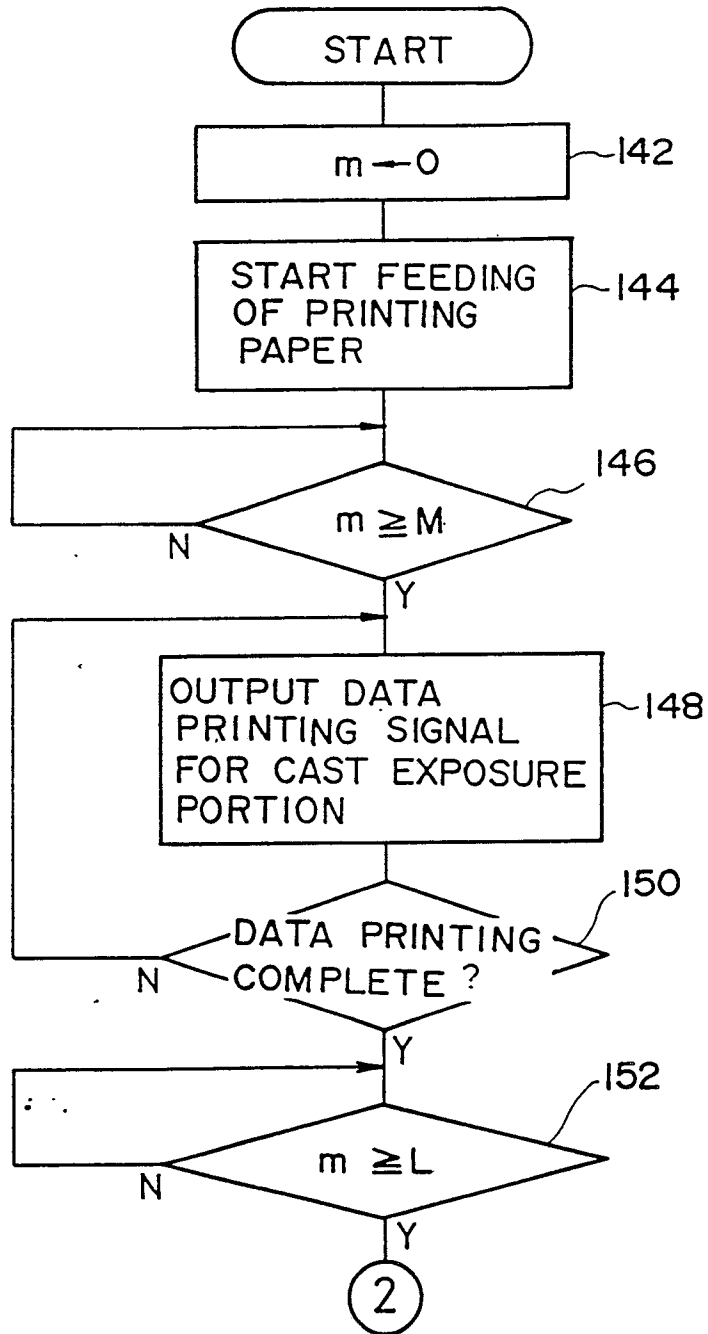 START
m ← 0
142
START FEEDING
OF PRINTING
PAPER
144
146
m ≧ M
N
Y
OUTPUT DATA
PRINTING SIGNAL
FOR CAST EXPOSURE
PORTION
148
150
DATA PRINTING
COMPLETE ?
N
Y
152
m ≧ L
N
Y
2